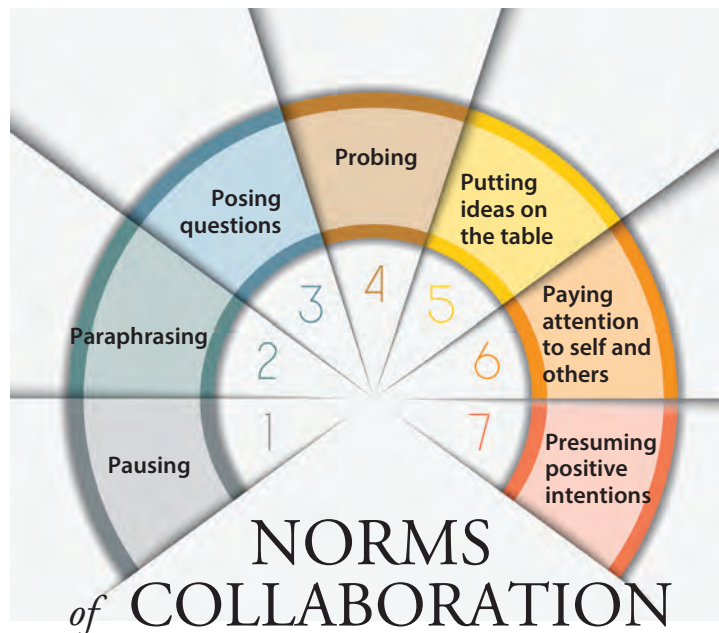 1
Pausing
2
Paraphrasing
3
Posing
questions
4
Probing
5
Putting
ideas on
the table
6
Paying
attention
to self and
others
7
Presuming
positive
intentions
NORMS
of COLLABORATION